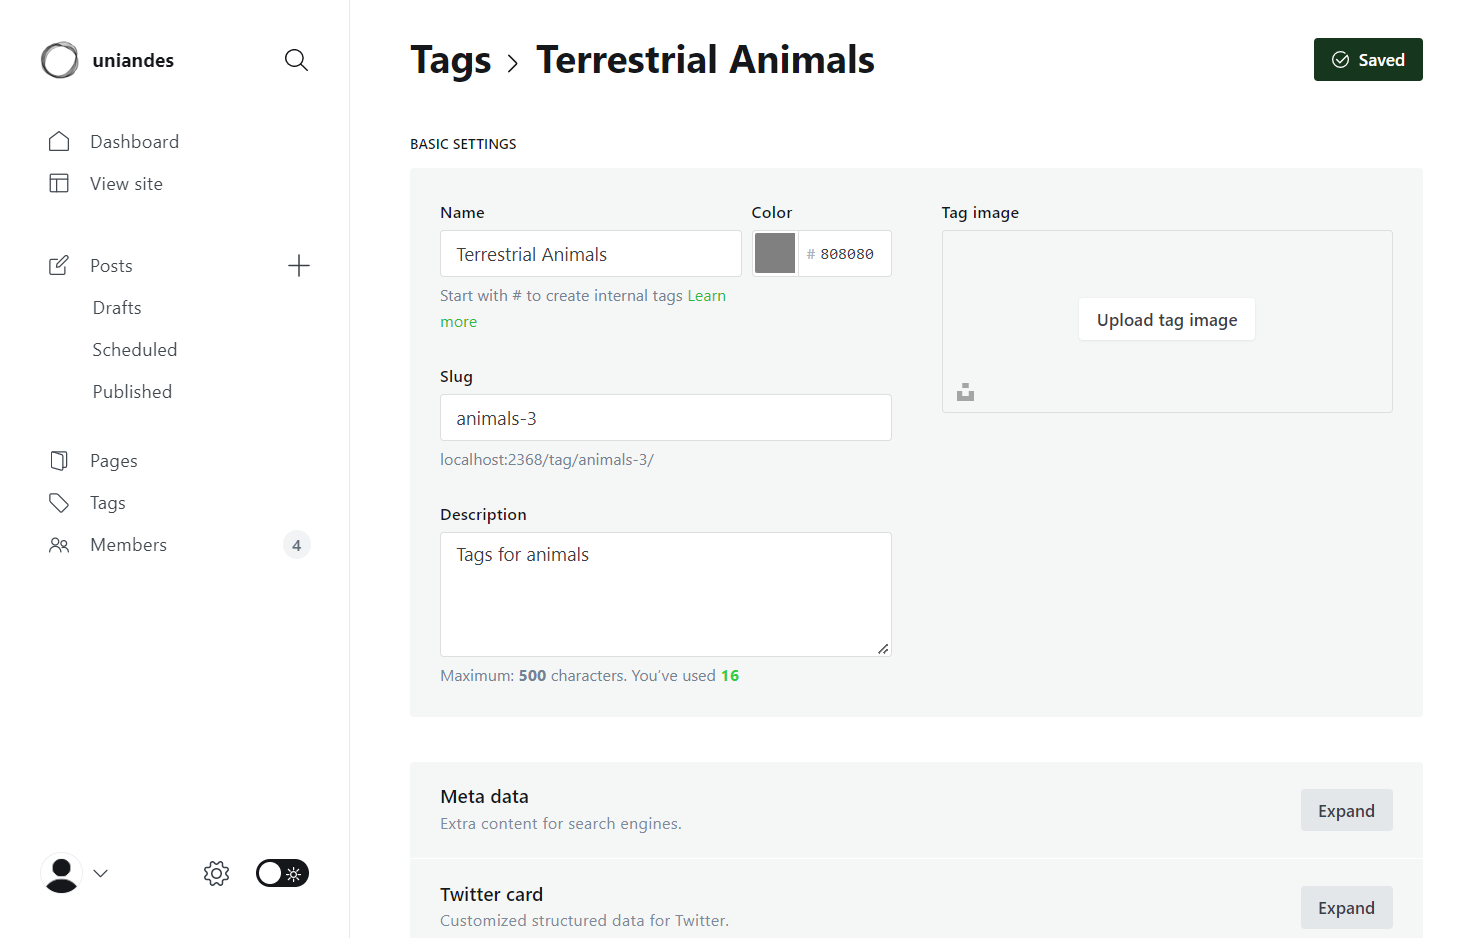 uniandes
Dashboard
View site
Posts
Drafts
Scheduled
Published
Pages
Tags
Members 4
Tags › Terrestrial Animals
Saved
BASIC SETTINGS
Name
Terrestrial Animals
Start with # to create internal tags Learn
more
Color
# 808080
Slug
animals-3
localhost:2368/tag/animals-3/
Description
Tags for animals
Maximum: 500 characters. You’ve used 16
Tag image
Upload tag image
Meta data
Extra content for search engines.
Expand
Twitter card
Customized structured data for Twitter.
Expand